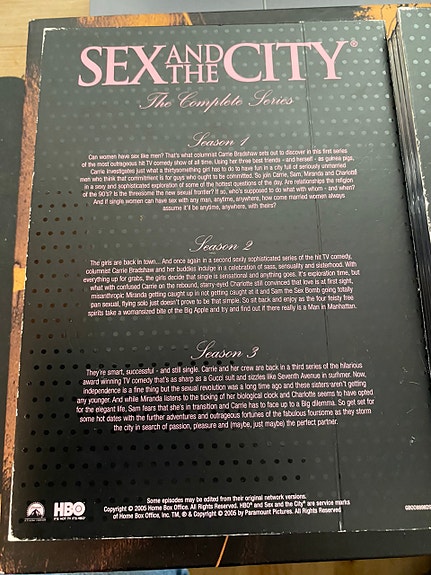 SEX AND THE CITY®
The Complete Series
Season 1
Can women have sex like men? That's what columnist Carrie Bradshaw sets out to discover in this first series
of the most outrageous hit TV comedy show of all time. Using her three best friends - and herself - as guinea pigs,
Carrie investigates just what a thirtysomething gal has to do to have fun in a city full of seriously unmarried
men who think that commitment is for guys who ought to be committed. So join Carrie, Sam, Miranda and Charlotte
in a sexy and sophisticated exploration of some of the hottest questions of the day. Are relationships the religion
of the 90's? Is the threesome the new sexual frontier? If so, who's supposed to do what with whom - and when?
And if single women can have sex with any man, anytime, anywhere, how come married women always
assume it'll be anytime, anywhere, with theirs?
Season 2
The girls are back in town... And once again in a second sexily sophisticated series of the hit TV comedy,
columnist Carrie Bradshaw and her buddies indulge in a celebration of sass, sensuality and sisterhood. With
everything up for grabs, the girls decide that single is sensational and anything goes. It's exploration time, but
what with confused Carrie on the rebound, starry-eyed Charlotte still convinced that love is at first sight,
misanthropic Miranda getting caught up in not getting caught at it and Sam the Sex Bomb going totally
pan sexual, flying solo just doesn't prove to be that simple. So sit back and enjoy as the four feisty free
spirits take a womansized bite of the Big Apple and try and find out if there really is a Man in Manhattan.
Season 3
They're smart, successful - and still single. Carrie and her crew are back in a third series of the hilarious
award winning TV comedy that's as sharp as a Gucci suit and sizzles like Seventh Avenue in summer. Now,
independence is a fine thing but the sexual revolution was a long time ago and these sisters aren't getting
any younger. And while Miranda listens to the ticking of her biological clock and Charlotte seems to have opted
for the elegant life, Sam fears that she's in transition and Carrie has to face up to a Big dilemma. So get set for
some hot dates with the further adventures and outrageous fortunes of the fabulous foursome as they storm
the city in search of passion, pleasure and (maybe, just maybe) the perfect partner.
Some episodes may be edited from their original network versions.
Copyright © 2005 Home Box Office. All Rights Reserved. HBO® and Sex and the City® are service marks
of Home Box Office, Inc. TM, ® & Copyright © 2005 by Paramount Pictures. All Rights Reserved
HBO
IT'S NOT TV IT'S HBO